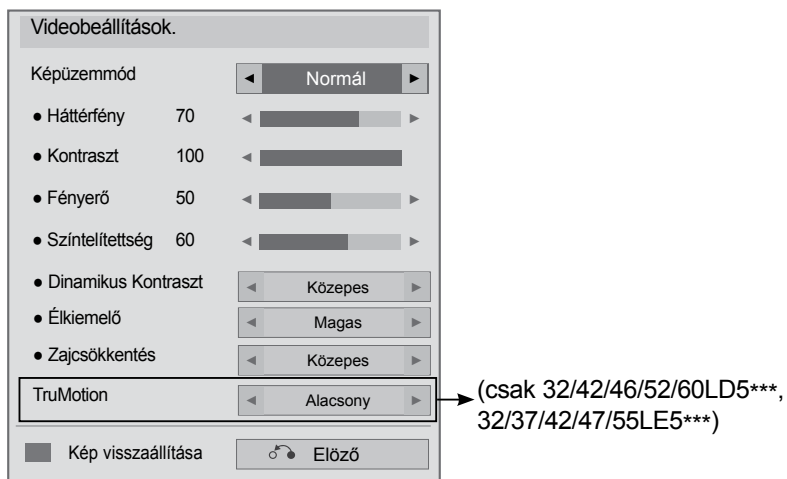 Videobeállítások.
Képüzemmód ◄ Normál ►
● Háttérfény 70 ◄ ►
● Kontraszt 100 ◄
● Fényerő 50 ◄ ►
● Színtelítettség 60 ◄ ►
● Dinamikus Kontraszt ◄ Közepes ►
● Élkiemelő ◄ Magas ►
● Zajcsökkentés ◄ Közepes ►
TruMotion ◄ Alacsony ►
(csak 32/42/46/52/60LD5***,
32/37/42/47/55LE5***)
Kép visszaállítása Elöző